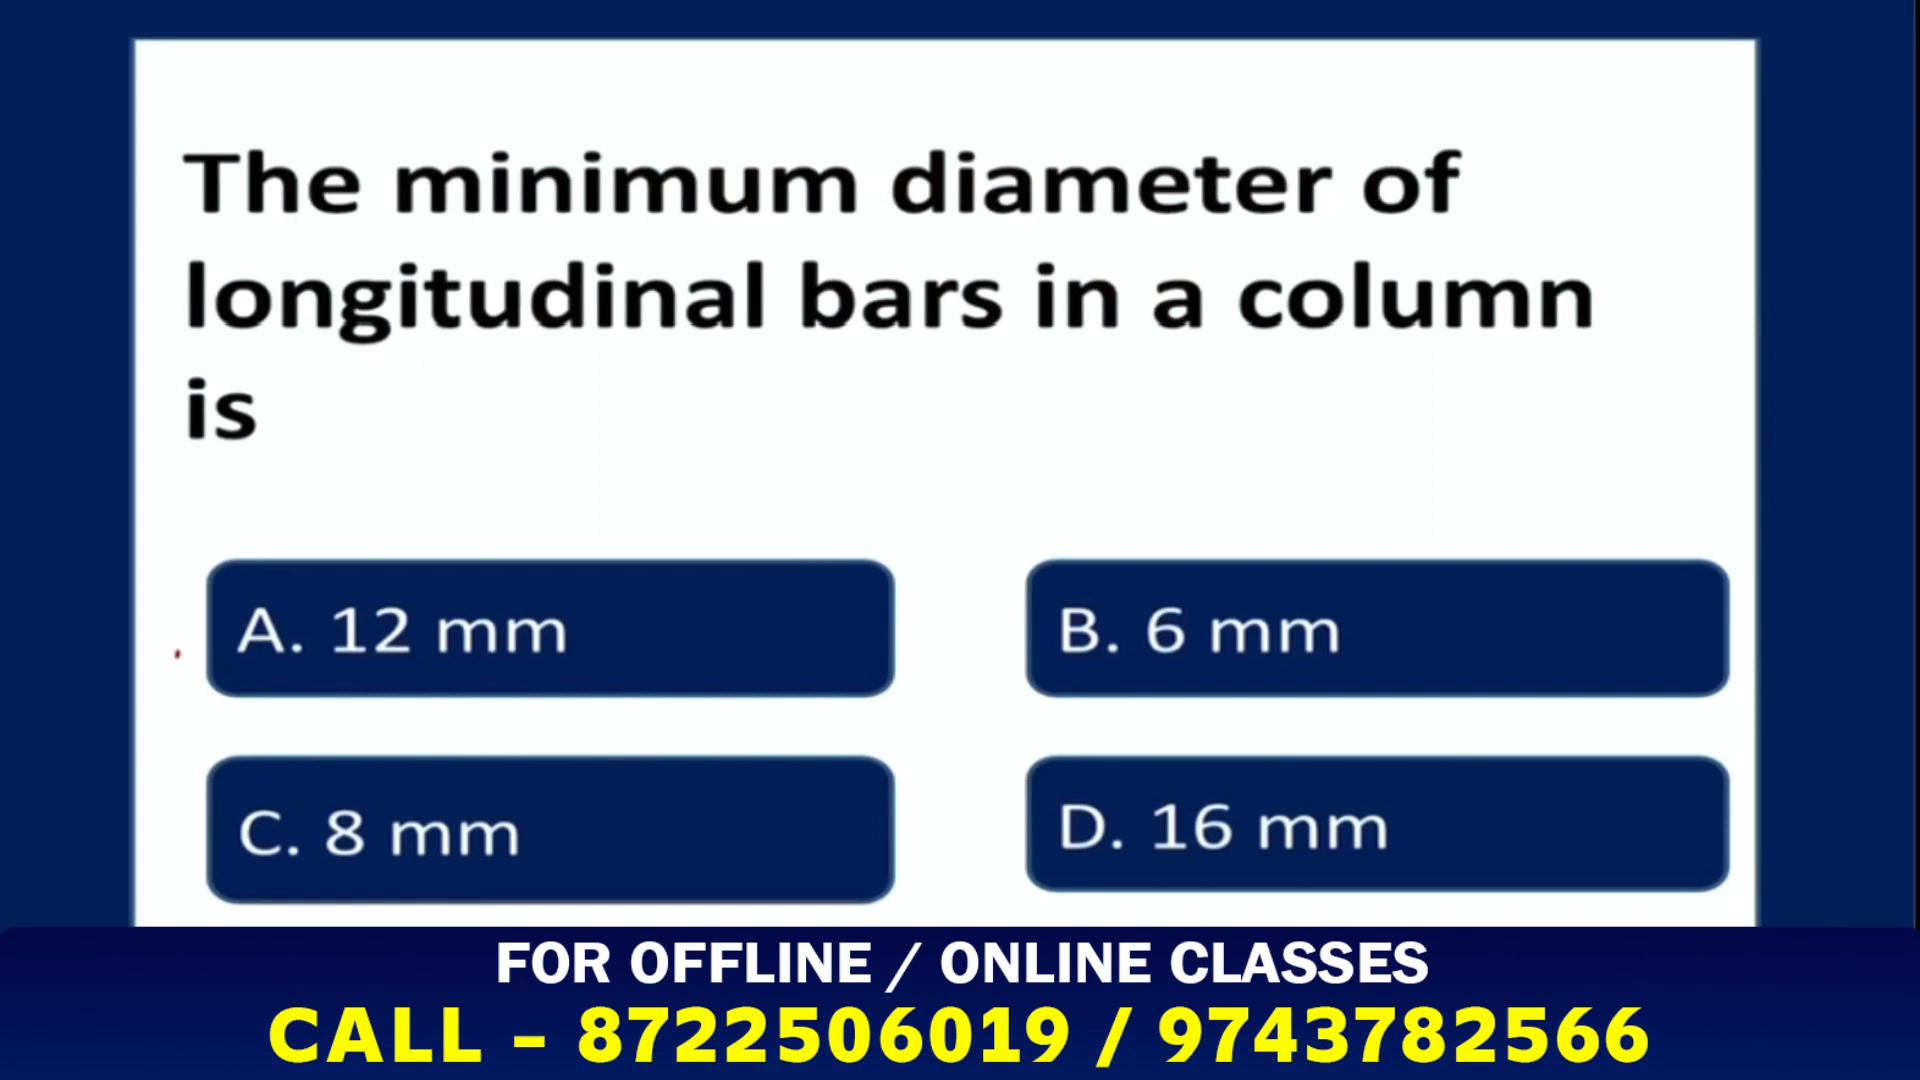 The minimum diameter of
longitudinal bars in a column
is
A. 12 mm
B. 6 mm
C. 8 mm
D. 16 mm
FOR OFFLINE / ONLINE CLASSES
CALL – 8722506019 / 9743782566